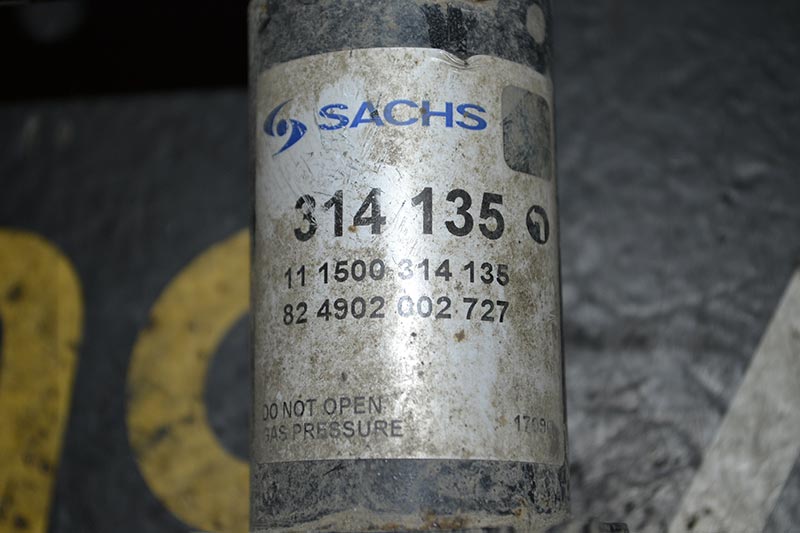 SACHS
314 135
11 1500 314 135
82 4902 002 727
DO NOT OPEN
GAS PRESSURE